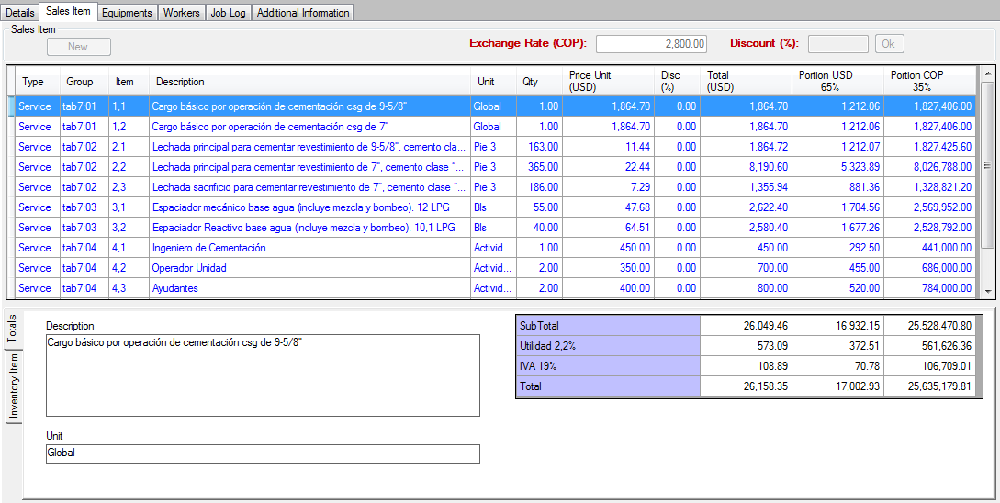 Details Sales Item Equipments Workers Job Log Additional Information
Sales Item
New Exchange Rate (COP): 2,800.00 Discount (%): Ok
Type Group Item Description Unit Qty Price Unit (USD) Disc (%) Total (USD) Portion USD 65% Portion COP 35%
Service tab7:01 1,1 Cargo básico por operación de cementación csg de 9-5/8" Global 1.00 1,864.70 0.00 1,864.70 1,212.06 1,827,406.00
Service tab7:01 1,2 Cargo básico por operación de cementación csg de 7" Global 1.00 1,864.70 0.00 1,864.70 1,212.06 1,827,406.00
Service tab7:02 2,1 Lechada principal para cementar revestimiento de 9-5/8", cemento cla... Pie 3 163.00 11.44 0.00 1,864.72 1,212.07 1,827,425.60
Service tab7:02 2,2 Lechada principal para cementar revestimiento de 7", cemento clase "... Pie 3 365.00 22.44 0.00 8,190.60 5,323.89 8,026,788.00
Service tab7:02 2,3 Lechada sacrificio para cementar revestimiento de 7", cemento clase "... Pie 3 186.00 7.29 0.00 1,355.94 881.36 1,328,821.20
Service tab7:03 3,1 Espaciador mecánico base agua (incluye mezcla y bombeo). 12 LPG Bls 55.00 47.68 0.00 2,622.40 1,704.56 2,569,952.00
Service tab7:03 3,2 Espaciador Reactivo base agua (incluye mezcla y bombeo). 10,1 LPG Bls 40.00 64.51 0.00 2,580.40 1,677.26 2,528,792.00
Service tab7:04 4,1 Ingeniero de Cementación Activid... 1.00 450.00 0.00 450.00 292.50 441,000.00
Service tab7:04 4,2 Operador Unidad Activid... 2.00 350.00 0.00 700.00 455.00 686,000.00
Service tab7:04 4,3 Ayudantes Activid... 2.00 400.00 0.00 800.00 520.00 784,000.00
Totals
Inventory Item
Description
Cargo básico por operación de cementación csg de 9-5/8"
Unit
Global
SubTotal 26,049.46 16,932.15 25,528,470.80
Utilidad 2,2% 573.09 372.51 561,626.36
IVA 19% 108.89 70.78 106,709.01
Total 26,158.35 17,002.93 25,635,179.81